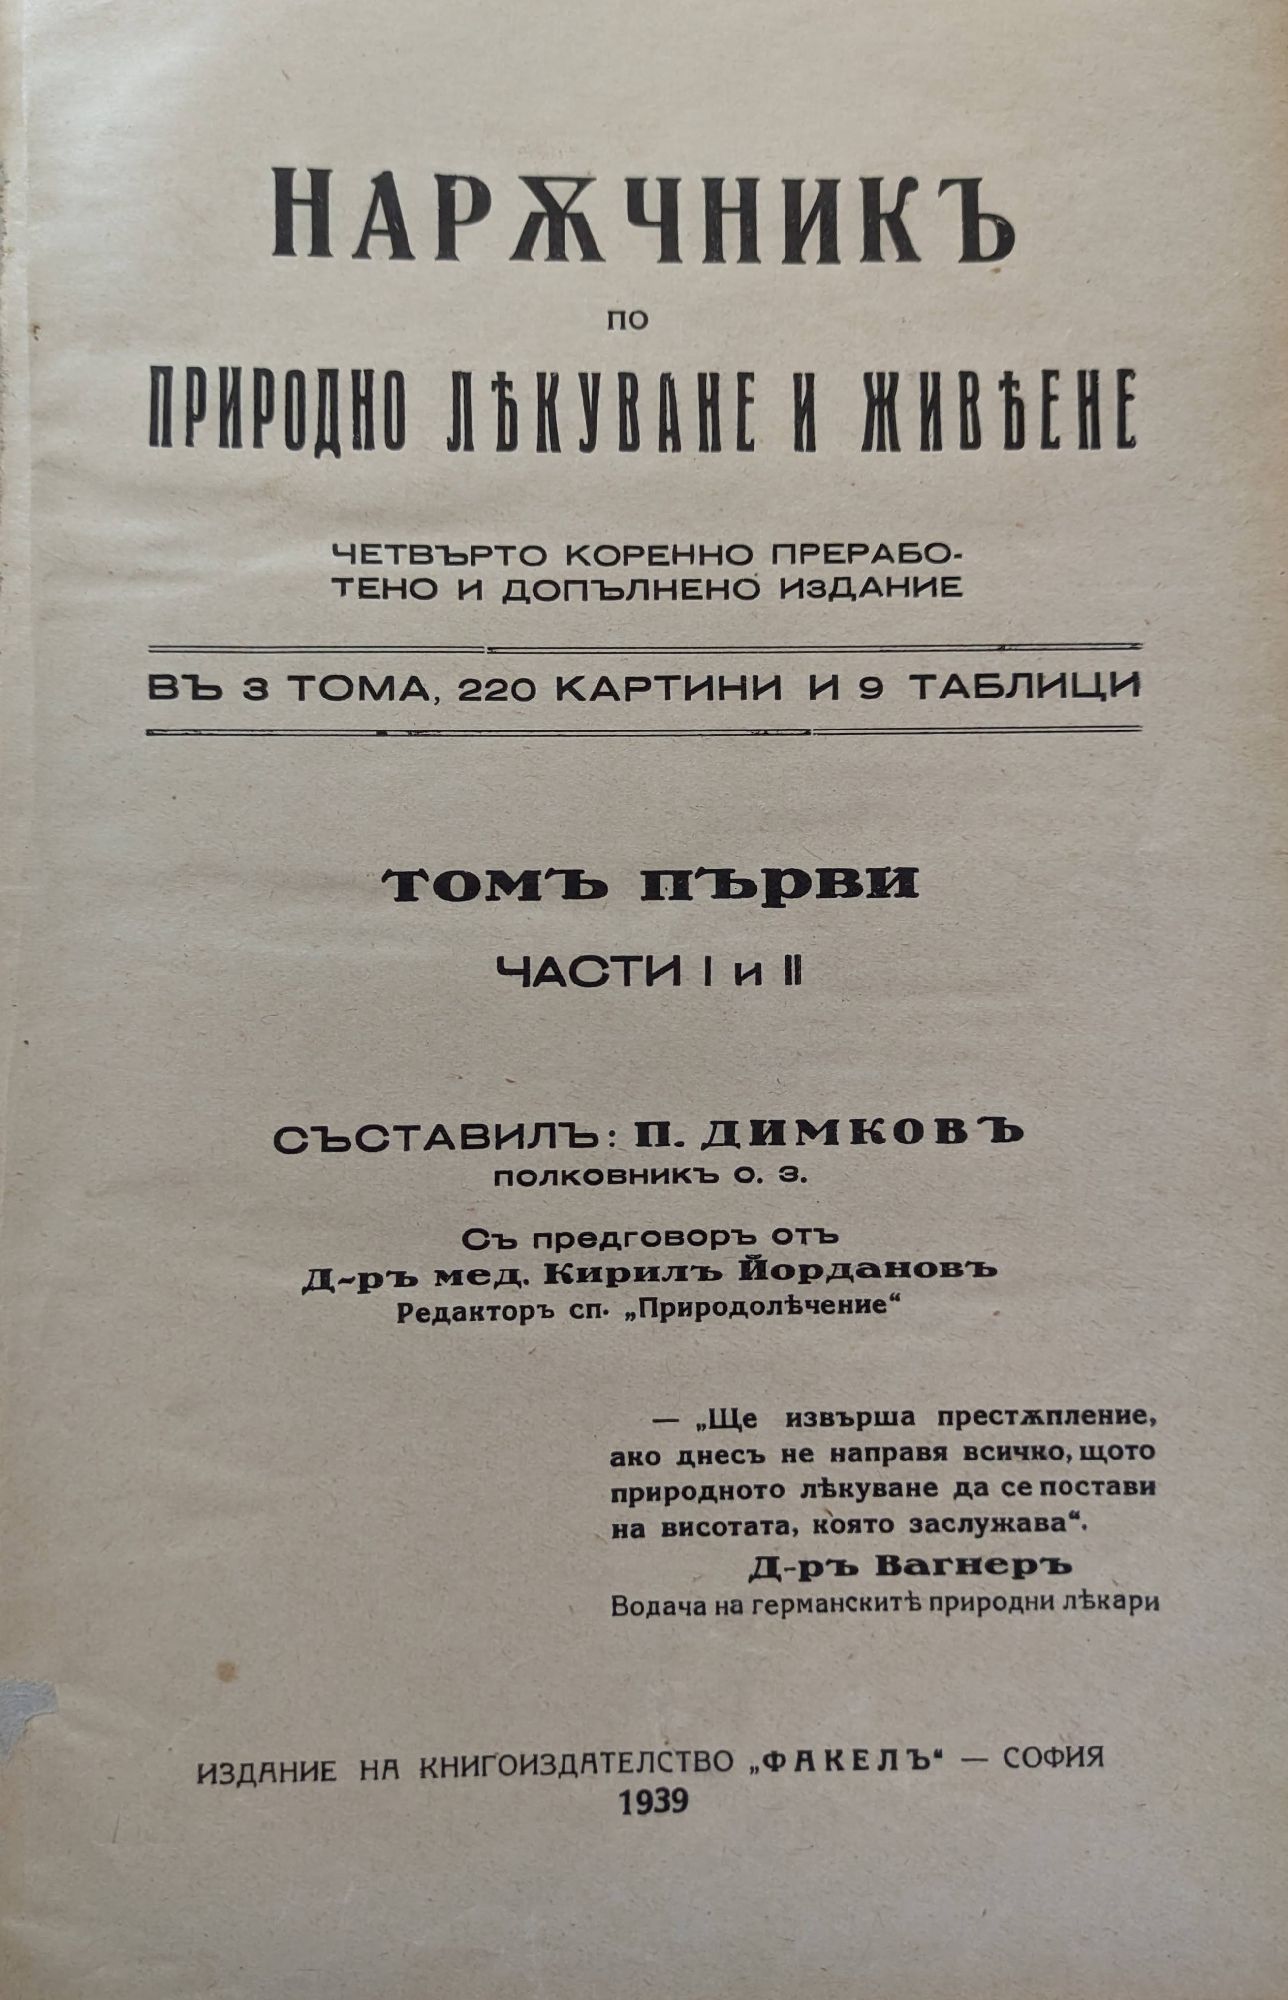 НАРѪЧНИКЪ
ПО
ПРИРОДНО ЛѢКУВАНЕ И ЖИВѢЕНЕ
ЧЕТВЪРТО КОРЕННО ПРЕРАБО-
ТЕНО И ДОПЪЛНЕНО ИЗДАНИЕ
ВЪ 3 ТОМА, 220 КАРТИНИ И 9 ТАБЛИЦИ
ТОМЪ ПЪРВИ
ЧАСТИ I и II
СЪСТАВИЛЪ: П. ДИМКОВЪ
ПОЛКОВНИКЪ О. З.
Съ предговоръ отъ
Д-ръ мед. Кирилъ Йордановъ
Редакторъ сп. „Природолѣчение“
— „Ще извърша престѫпление,
ако днесъ не направя всичко, щото
природното лѣкуване да се постави
на висотата, която заслужава“.
Д-ръ Вагнеръ
Водача на германскитѣ природни лѣкари
ИЗДАНИЕ НА КНИГОИЗДАТЕЛСТВО „ФАКЕЛЪ“ — СОФИЯ
1939